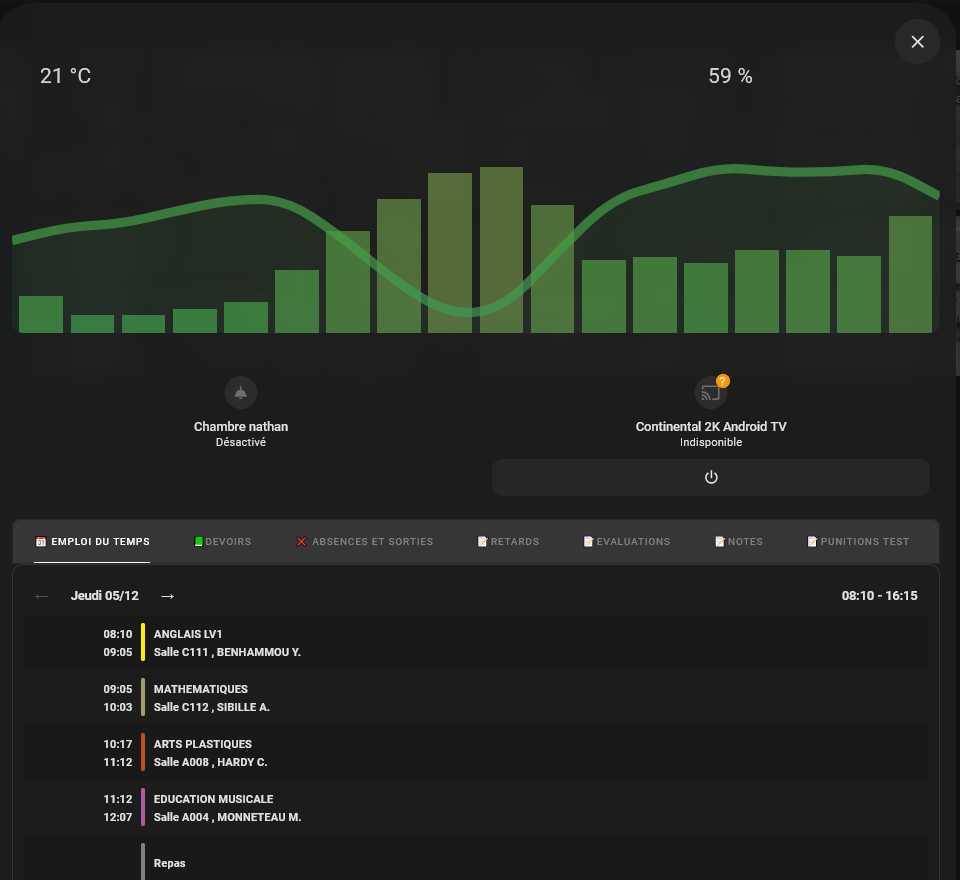 21 °C
59 %
?
Chambre nathan
Désactivé
Continental 2K Android TV
Indisponible
EMPLOI DU TEMPS
DEVOIRS
ABSENCES ET SORTIES
RETARDS
EVALUATIONS
NOTES
PUNITIONS TEST
← Jeudi 05/12 →
08:10 - 16:15
08:10 ANGLAIS LV1
09:05 Salle C111 , BENHAMMOU Y.
09:05 MATHEMATIQUES
10:03 Salle C112 , SIBILLE A.
10:17 ARTS PLASTIQUES
11:12 Salle A008 , HARDY C.
11:12 EDUCATION MUSICALE
12:07 Salle A004 , MONNETEAU M.
Repas